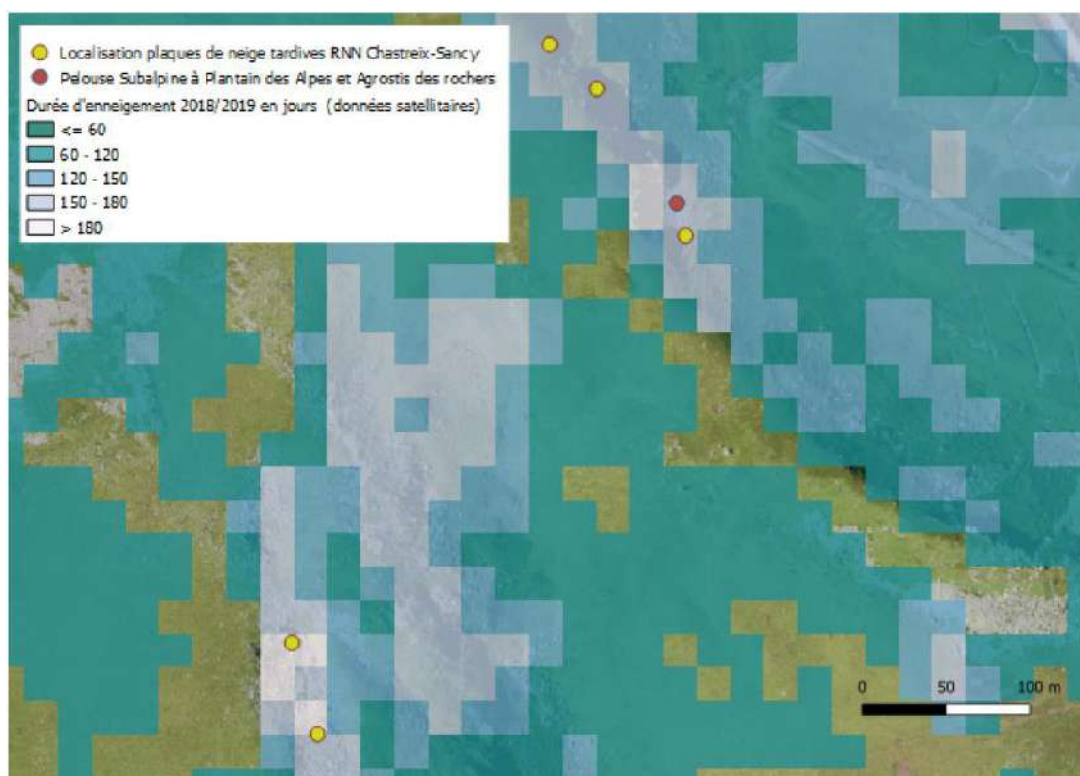 Localisation plaques de neige tardives RNN Chastreix-Sancy
Pelouse Subalpine à Plantain des Alpes et Agrostis des rochers
Durée d'enneigement 2018/2019 en jours (données satellitaires)
<= 60
60 - 120
120 - 150
150 - 180
> 180
0 50 100 m